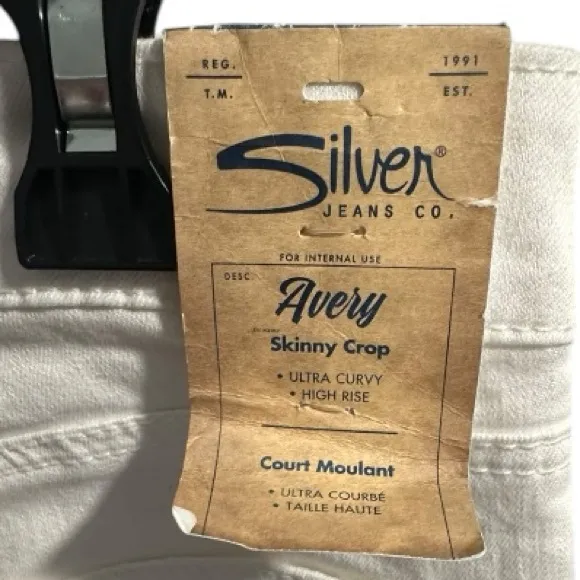 REG. 1991
T.M. EST.
Silver®
JEANS CO.
FOR INTERNAL USE
DESC
Avery
Skinny Crop
• ULTRA CURVY
• HIGH RISE
Court Moulant
• ULTRA COURBÉ
• TAILLE HAUTE